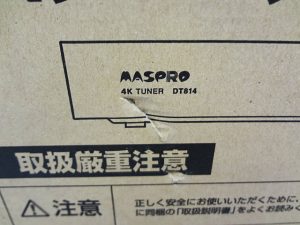 MASPRO
4K TUNER DT814
取扱厳重注意
注意
正しく安全にお使いいただくために、
に同梱の「取扱説明書」をよくお読みく